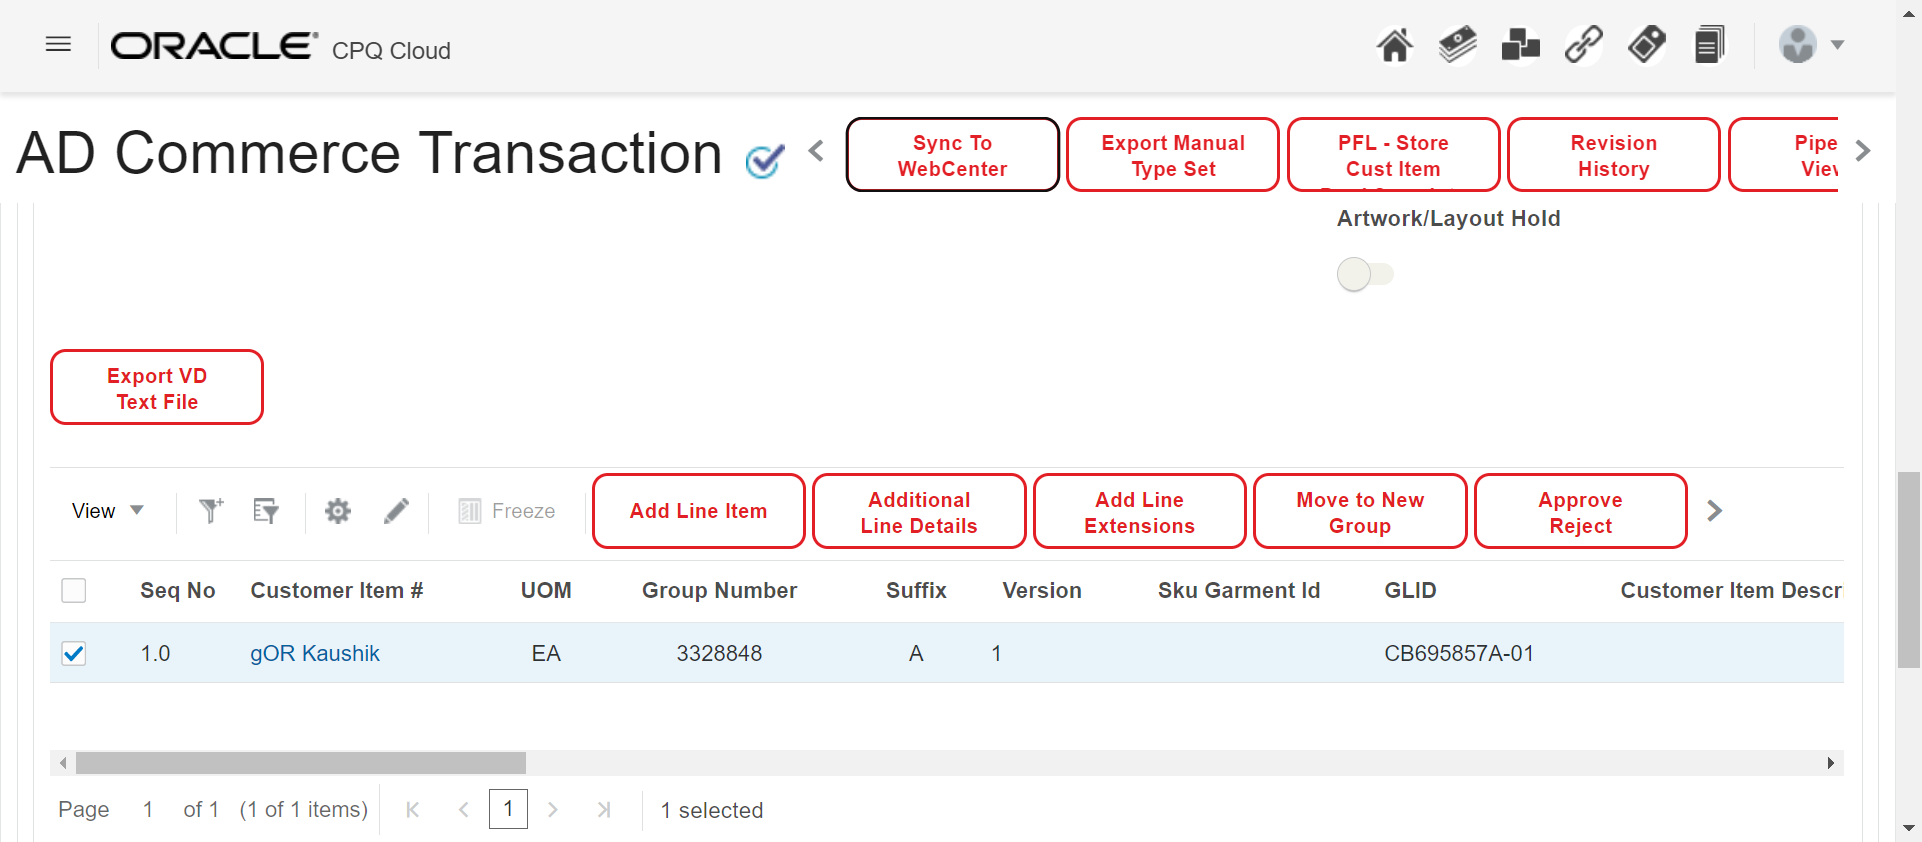 ORACLE CPQ Cloud
AD Commerce Transaction
Sync To
WebCenter
Export Manual
Type Set
PFL - Store
Cust Item
Revision
History
Pipe
View
Artwork/Layout Hold
Export VD
Text File
View
Freeze
Add Line Item
Additional
Line Details
Add Line
Extensions
Move to New
Group
Approve
Reject
Seq No Customer Item # UOM Group Number Suffix Version Sku Garment Id GLID Customer Item Descri
1.0 gOR Kaushik EA 3328848 A 1 CB695857A-01
Page 1 of 1 (1 of 1 items) 1 1 selected